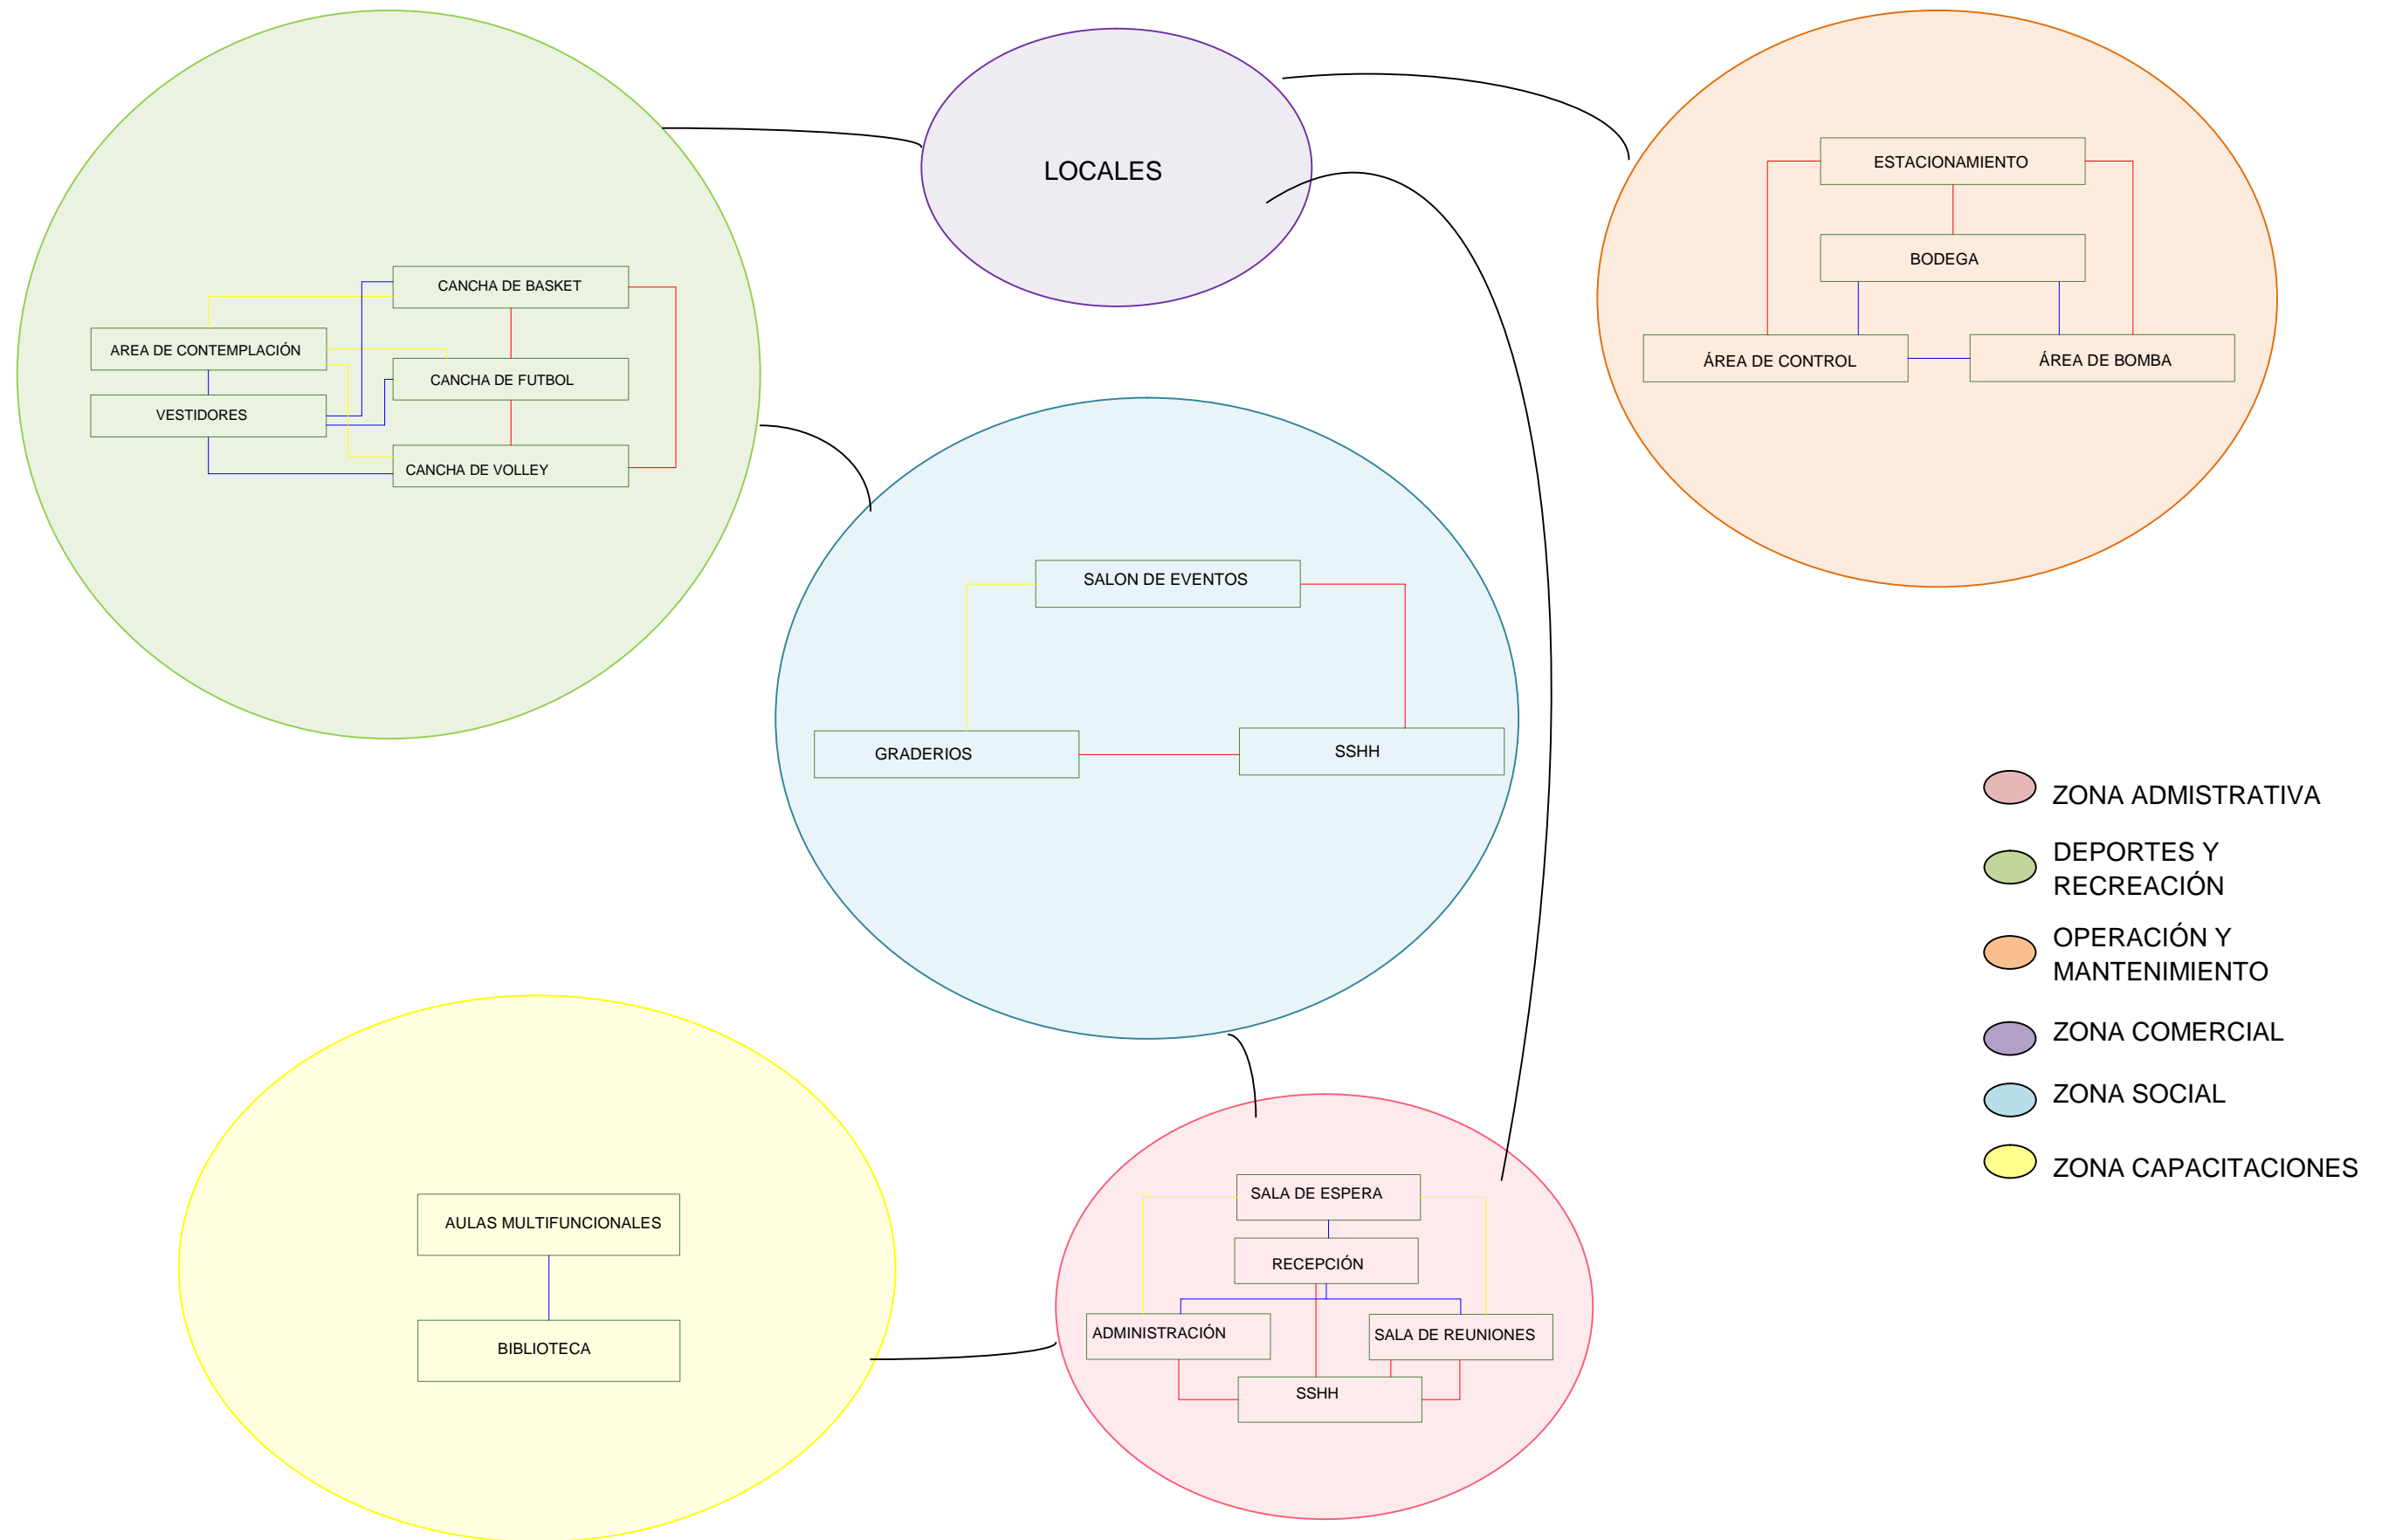 LOCALES
ESTACIONAMIENTO
BODEGA
ÁREA DE CONTROL
ÁREA DE BOMBA
CANCHA DE BASKET
AREA DE CONTEMPLACIÓN
CANCHA DE FUTBOL
VESTIDORES
CANCHA DE VOLLEY
SALON DE EVENTOS
GRADERIOS
SSHH
AULAS MULTIFUNCIONALES
BIBLIOTECA
SALA DE ESPERA
RECEPCIÓN
ADMINISTRACIÓN
SALA DE REUNIONES
SSHH
ZONA ADMISTRATIVA
DEPORTES Y
RECREACIÓN
OPERACIÓN Y
MANTENIMIENTO
ZONA COMERCIAL
ZONA SOCIAL
ZONA CAPACITACIONES